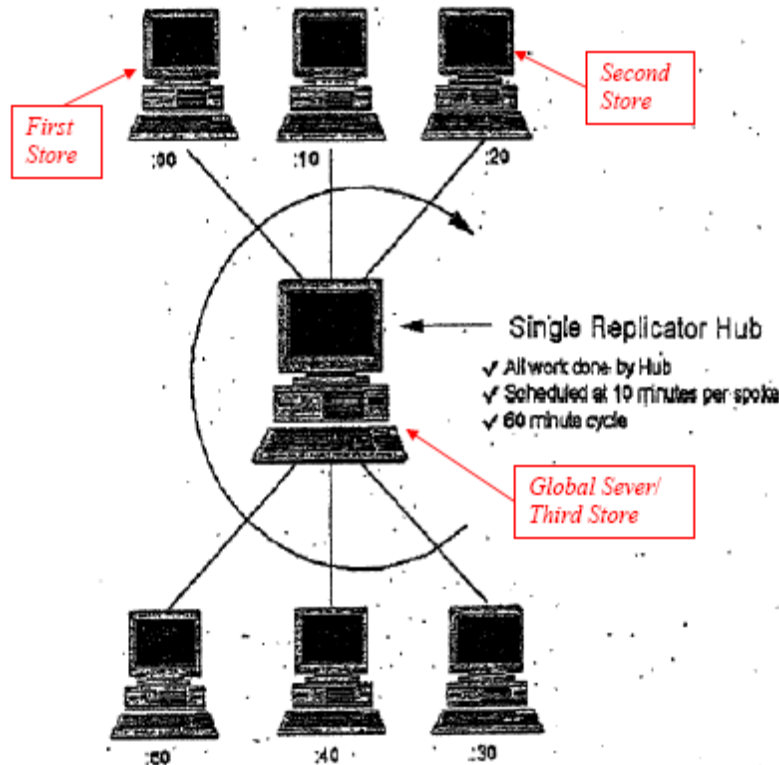 First
Store
Second
Store
:00
:10
:20
Single Replicator Hub
✓ All work done by Hub
✓ Scheduled at 10 minutes per spoke
✓ 60 minute cycle
Global Sever/
Third Store
:50
:40
:30